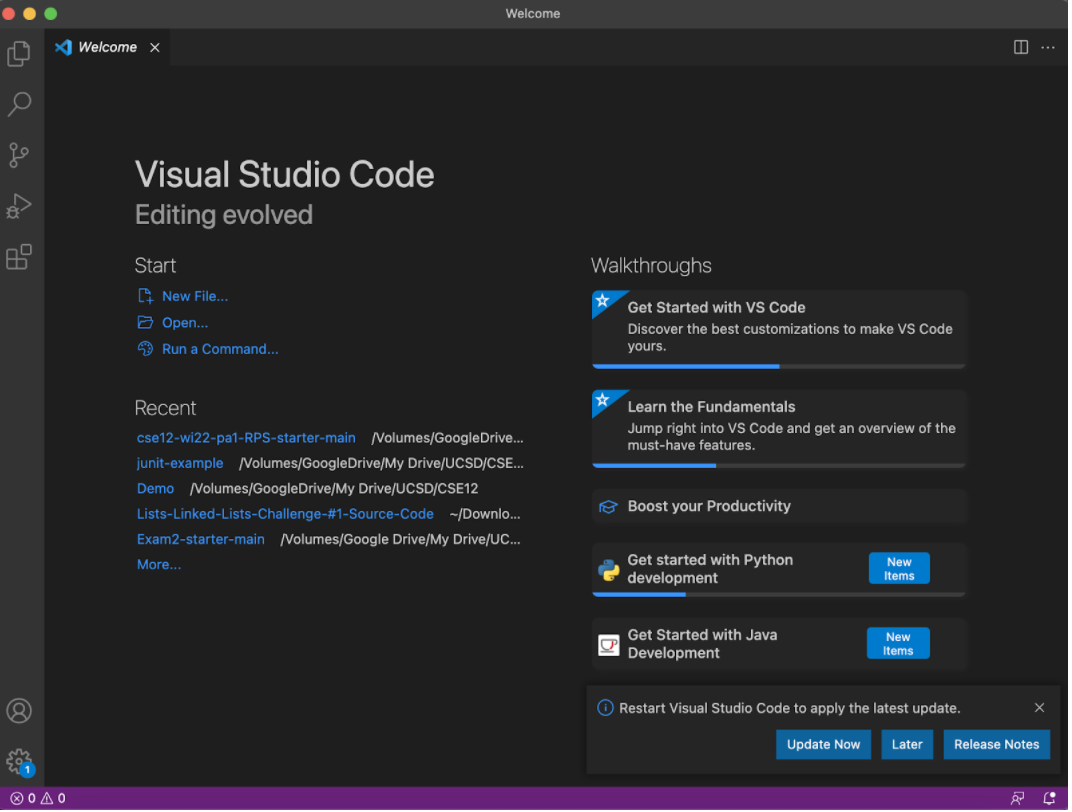 Welcome
Welcome
Visual Studio Code
Editing evolved
Start
New File...
Open...
Run a Command...
Recent
cse12-wi22-pa1-RPS-starter-main /Volumes/GoogleDrive...
junit-example /Volumes/GoogleDrive/My Drive/UCSD/CSE...
Demo /Volumes/GoogleDrive/My Drive/UCSD/CSE12
Lists-Linked-Lists-Challenge-#1-Source-Code ~/Downlo...
Exam2-starter-main /Volumes/Google Drive/My Drive/UC...
More...
Walkthroughs
Get Started with VS Code
Discover the best customizations to make VS Code
yours.
Learn the Fundamentals
Jump right into VS Code and get an overview of the
must-have features.
Boost your Productivity
Get started with Python
development
New
Items
Get Started with Java
Development
New
Items
Restart Visual Studio Code to apply the latest update.
Update Now Later Release Notes
1
0 0